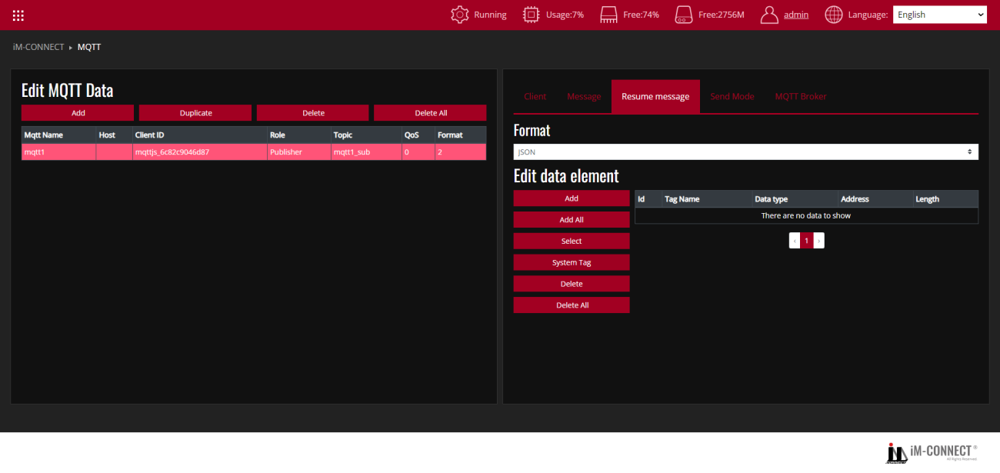 Running Usage:7% Free:74% Free:2756M admin Language: English
iM-CONNECT ▸ MQTT
Edit MQTT Data
Add Duplicate Delete Delete All
Mqtt Name Host Client ID Role Topic QoS Format
mqtt1 mqttjs_6c82c9046d87 Publisher mqtt1_sub 0 2
Client Message Resume message Send Mode MQTT Broker
Format
JSON
Edit data element
Add
Add All
Select
System Tag
Delete
Delete All
Id Tag Name Data type Address Length
There are no data to show
‹ 1 ›
iM-CONNECT ®
All Rights Reserved